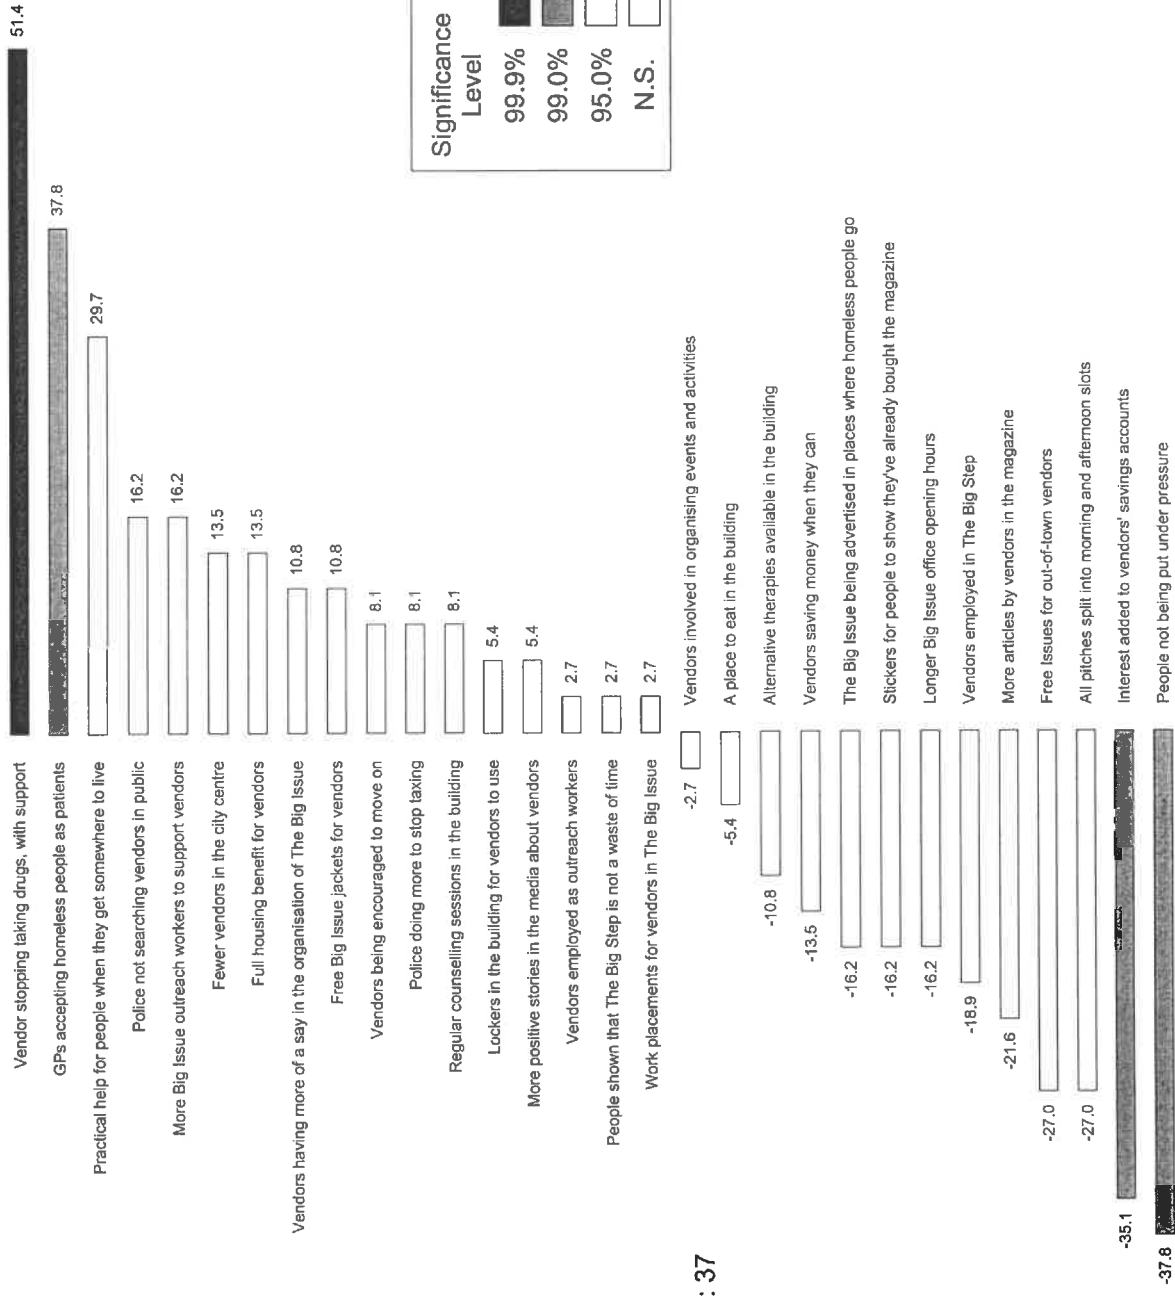 Vendor stopping taking drugs, with support 51.4
GPs accepting homeless people as patients 37.8
Practical help for people when they get somewhere to live 29.7
Police not searching vendors in public 16.2
More Big Issue outreach workers to support vendors 16.2
Fewer vendors in the city centre 13.5
Full housing benefit for vendors 13.5
Vendors having more of a say in the organisation of The Big Issue 10.8
Free Big Issue jackets for vendors 10.8
Vendors being encouraged to move on 8.1
Police doing more to stop taxing 8.1
Regular counselling sessions in the building 8.1
Lockers in the building for vendors to use 5.4
More positive stories in the media about vendors 5.4
Vendors employed as outreach workers 2.7
People shown that The Big Step is not a waste of time 2.7
Work placements for vendors in The Big Issue 2.7
-2.7 Vendors involved in organising events and activities
-5.4 A place to eat in the building
-10.8 Alternative therapies available in the building
-13.5 Vendors saving money when they can
-16.2 The Big Issue being advertised in places where homeless people go
-16.2 Stickers for people to show they've already bought the magazine
-16.2 Longer Big Issue office opening hours
-18.9 Vendors employed in The Big Step
-21.6 More articles by vendors in the magazine
-27.0 Free Issues for out-of-town vendors
-27.0 All pitches split into morning and afternoon slots
-35.1 Interest added to vendors' savings accounts
-37.8 People not being put under pressure
Significance
Level
99.9%
99.0%
95.0%
N.S.
: 37